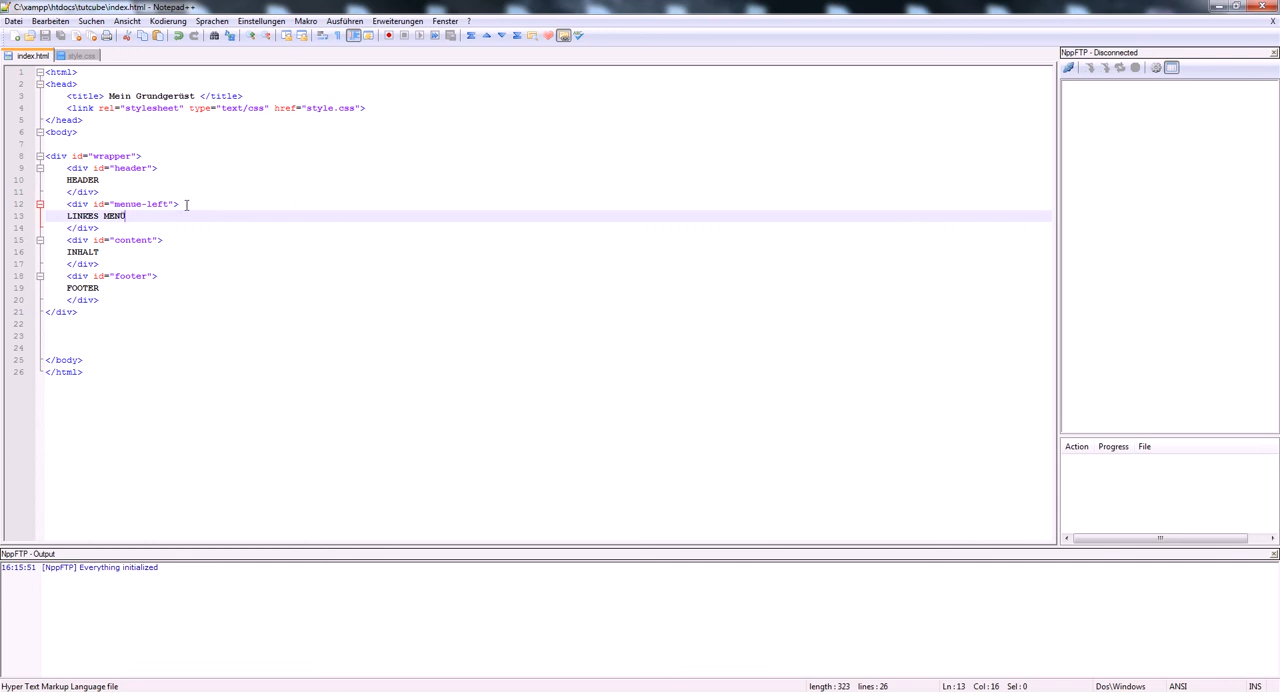 C:\xampp\htdocs\tutcube\index.html - Notepad++
Datei Bearbeiten Suchen Ansicht Kodierung Sprachen Einstellungen Makro Ausführen Erweiterungen Fenster ? X
index.html style.css
1 <html>
2 <head>
3 <title> Mein Grundgerüst </title>
4 <link rel="stylesheet" type="text/css" href="style.css">
5 </head>
6 <body>
7
8 <div id="wrapper">
9 <div id="header">
10 HEADER
11 </div>
12 <div id="menue-left">
13 LINKES MENÜ
14 </div>
15 <div id="content">
16 INHALT
17 </div>
18 <div id="footer">
19 FOOTER
20 </div>
21 </div>
22
23
24
25 </body>
26 </html>
NppFTP - Disconnected
Action Progress File
NppFTP - Output
16:15:51 [NppFTP] Everything initialized
Hyper Text Markup Language file length : 323 lines : 26 Ln : 13 Col : 16 Sel : 0 Dos\Windows ANSI INS